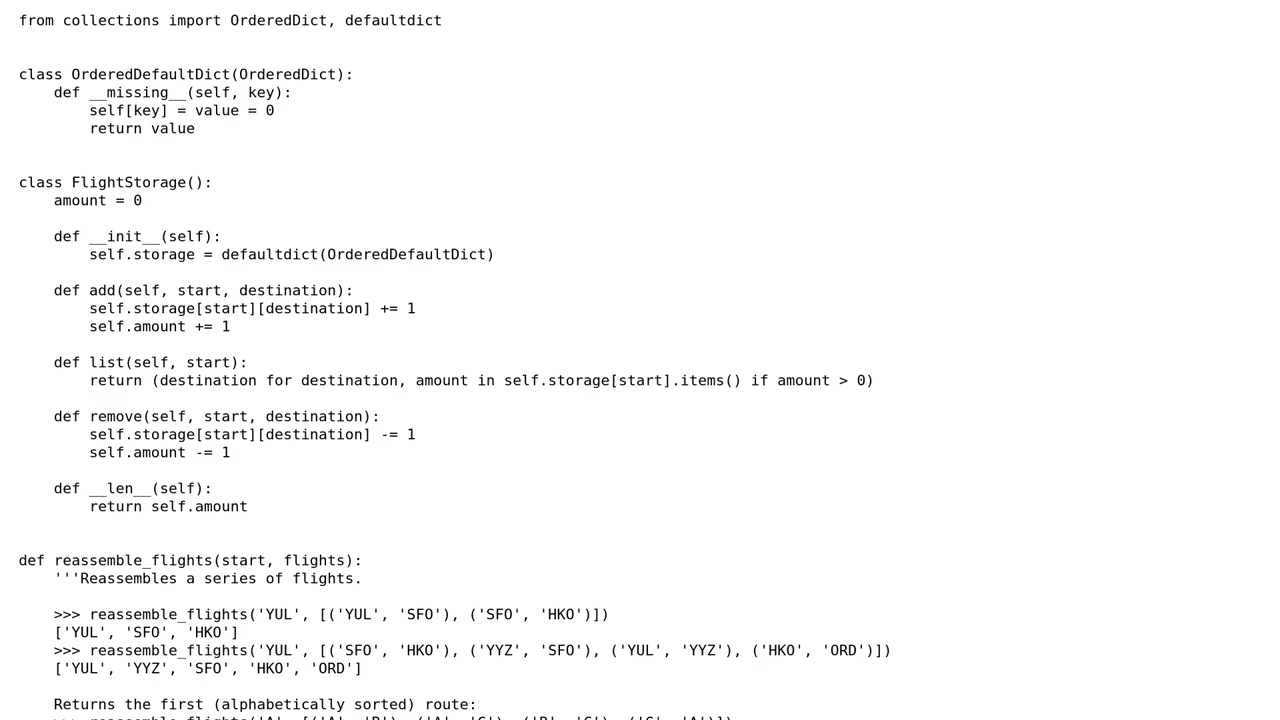 from collections import OrderedDict, defaultdict
class OrderedDefaultDict(OrderedDict):
    def __missing__(self, key):
        self[key] = value = 0
        return value
class FlightStorage():
    amount = 0
    def __init__(self):
        self.storage = defaultdict(OrderedDefaultDict)
    def add(self, start, destination):
        self.storage[start][destination] += 1
        self.amount += 1
    def list(self, start):
        return (destination for destination, amount in self.storage[start].items() if amount > 0)
    def remove(self, start, destination):
        self.storage[start][destination] -= 1
        self.amount -= 1
    def __len__(self):
        return self.amount
def reassemble_flights(start, flights):
    '''Reassembles a series of flights.
    >>> reassemble_flights('YUL', [('YUL', 'SFO'), ('SFO', 'HKO')])
    ['YUL', 'SFO', 'HKO']
    >>> reassemble_flights('YUL', [('SFO', 'HKO'), ('YYZ', 'SFO'), ('YUL', 'YYZ'), ('HKO', 'ORD')])
    ['YUL', 'YYZ', 'SFO', 'HKO', 'ORD']
    Returns the first (alphabetically sorted) route:
    >>> reassemble_flights('A', [('A', 'B'), ('A', 'C'), ('B', 'C'), ('C', 'A')])